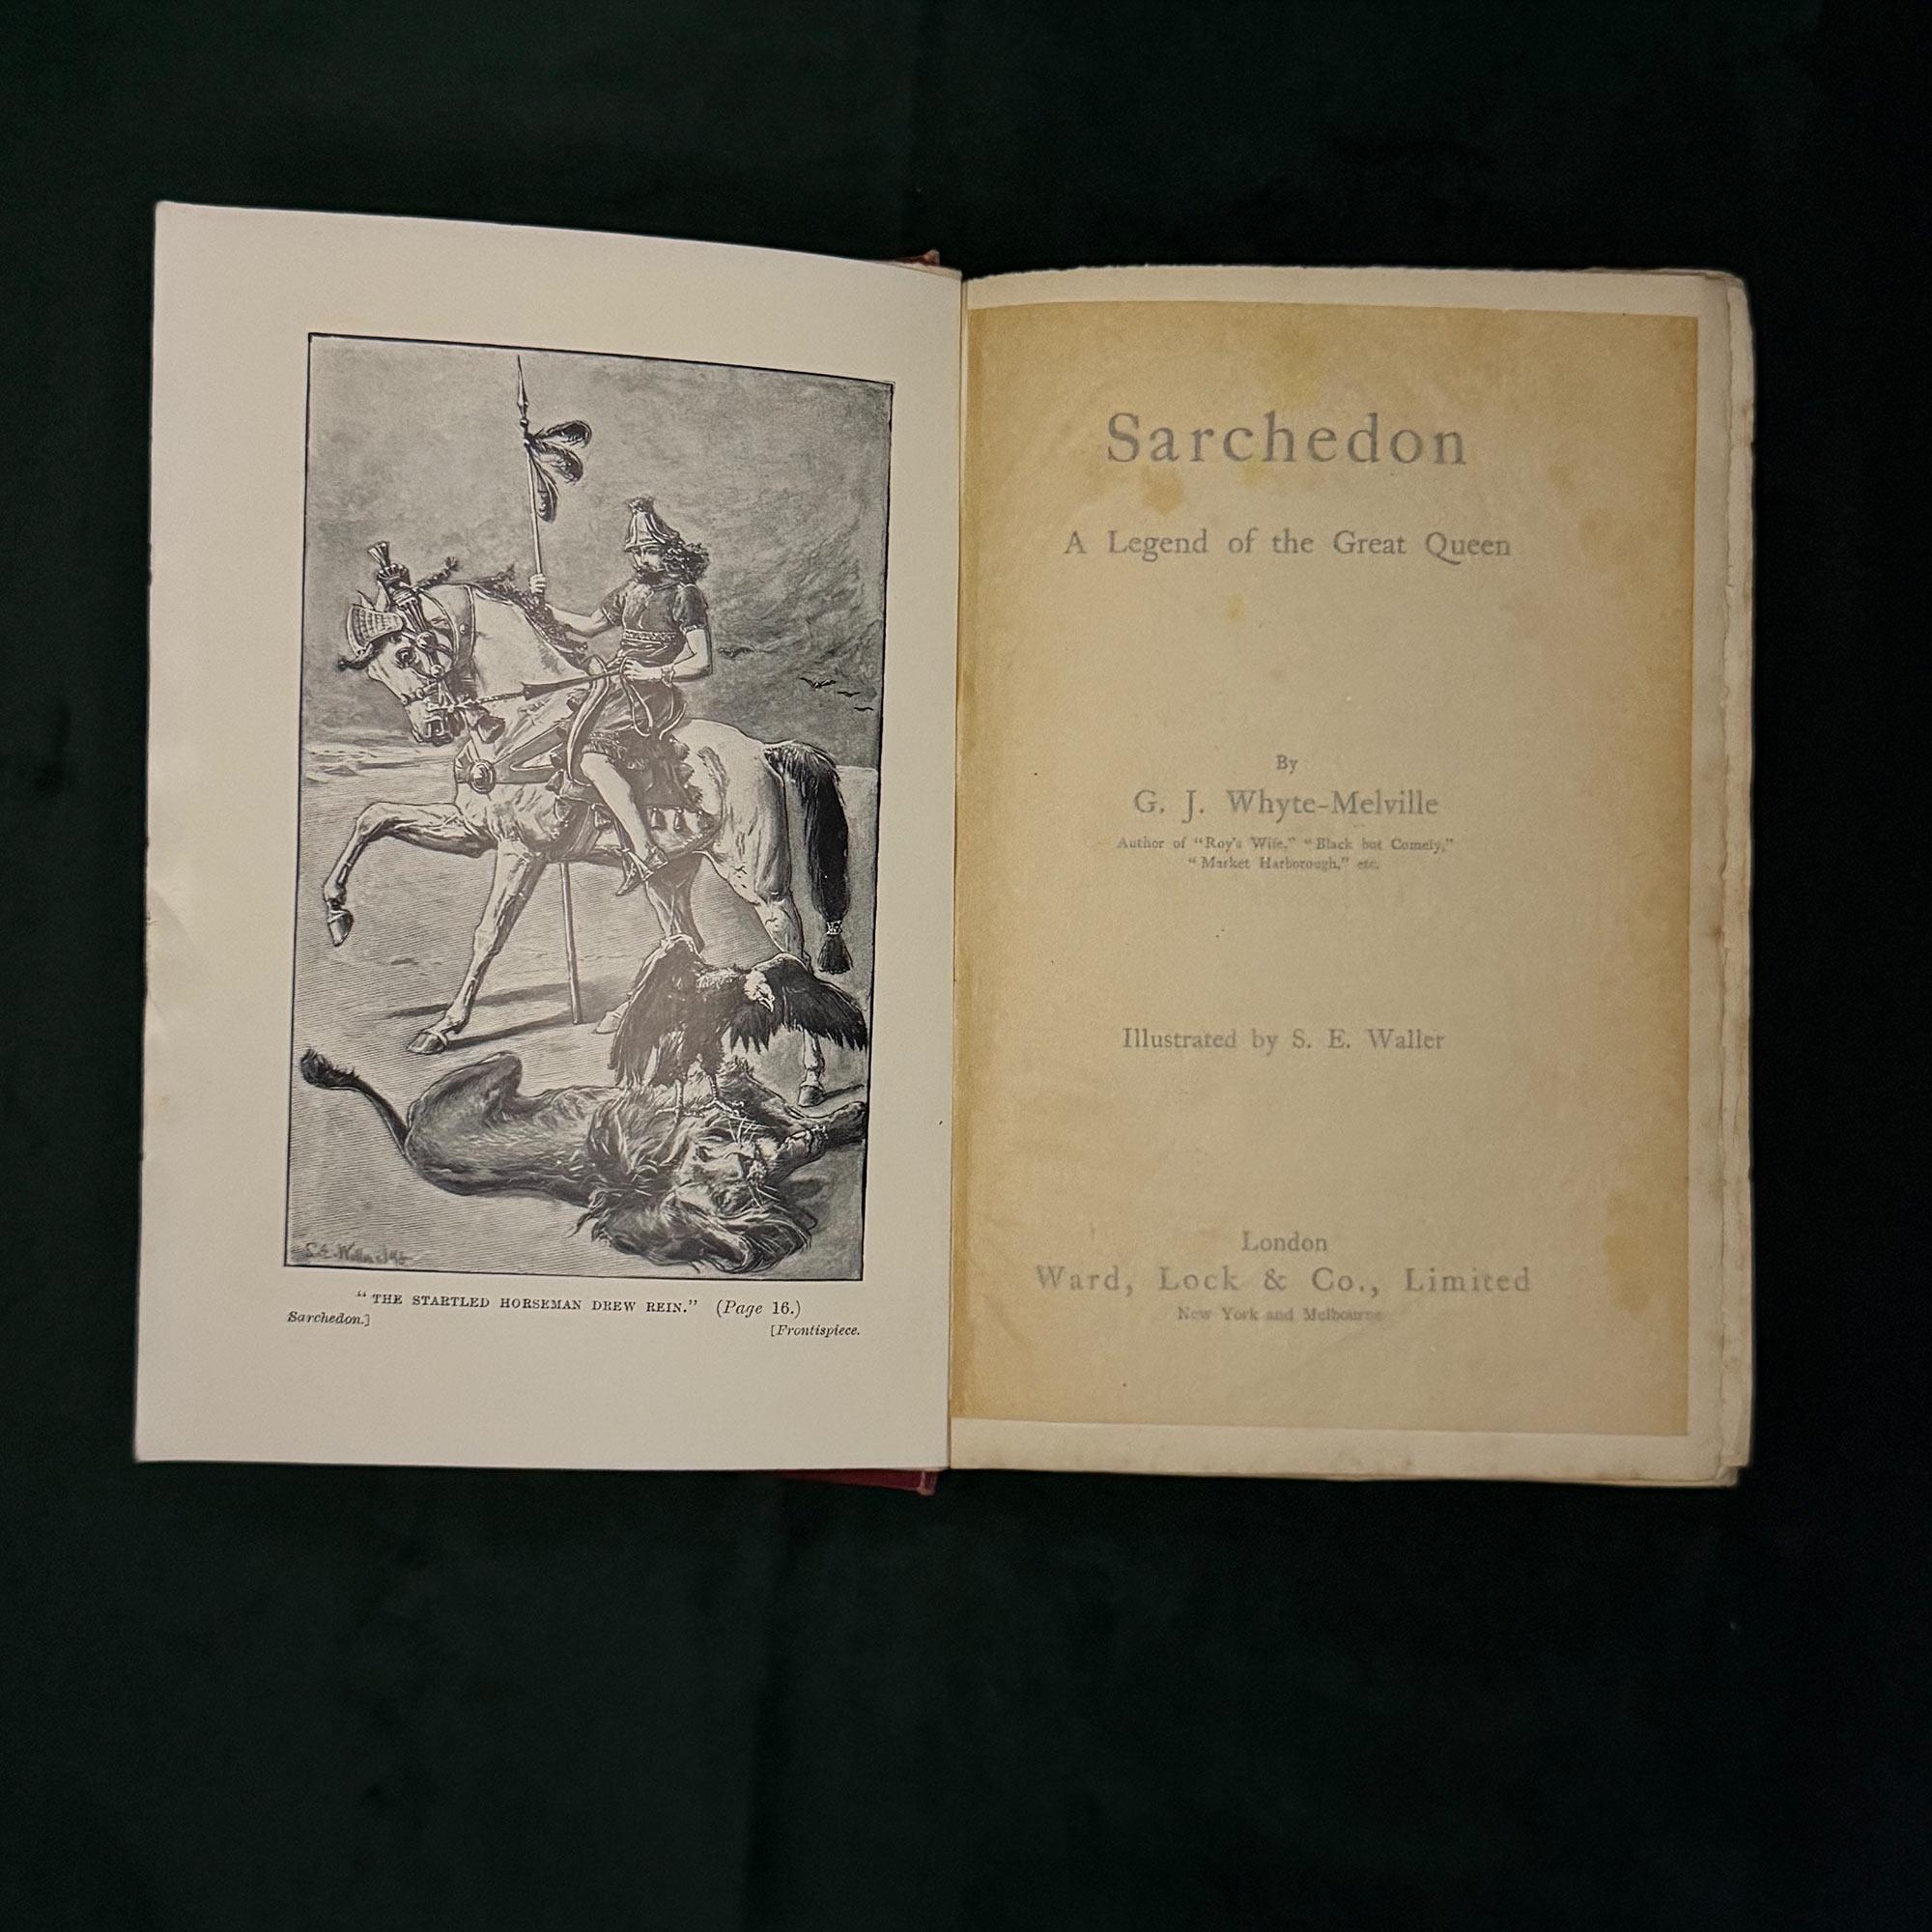 "THE STARTLED HORSEMAN DREW REIN." (Page 16.)
Sarchedon.]
[Frontispiece.
Sarchedon
A Legend of the Great Queen
By
G. J. Whyte-Melville
Author of "Roy's Wife," "Black but Comely,"
"Market Harborough," etc.
Illustrated by S. E. Waller
London
Ward, Lock & Co., Limited
New York and Melbourne